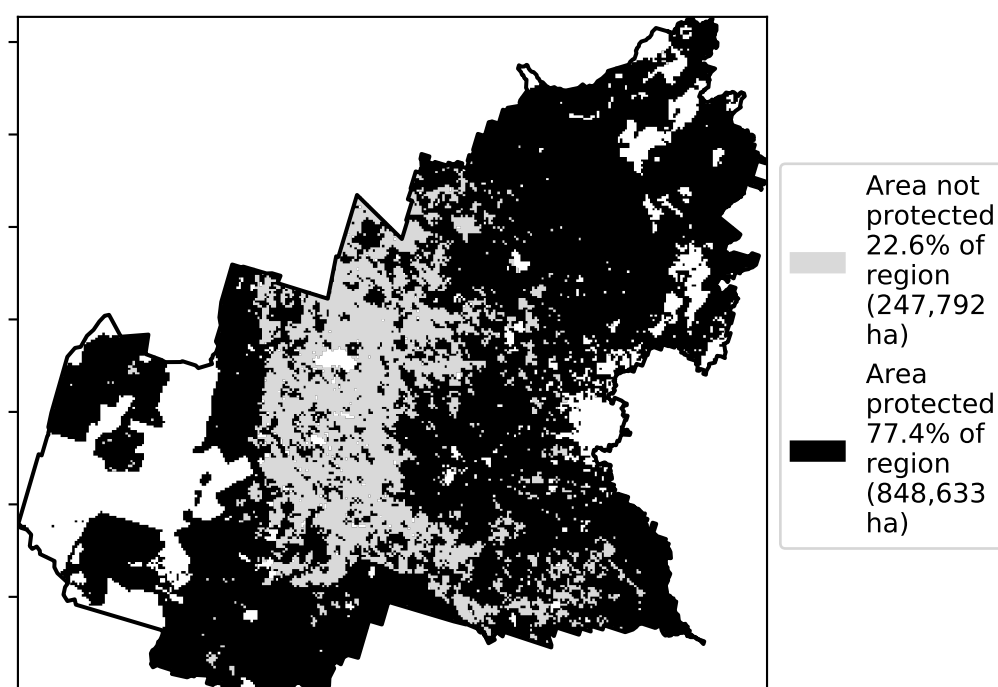 Area not
protected
22.6% of
region
(247,792
ha)
Area
protected
77.4% of
region
(848,633
ha)